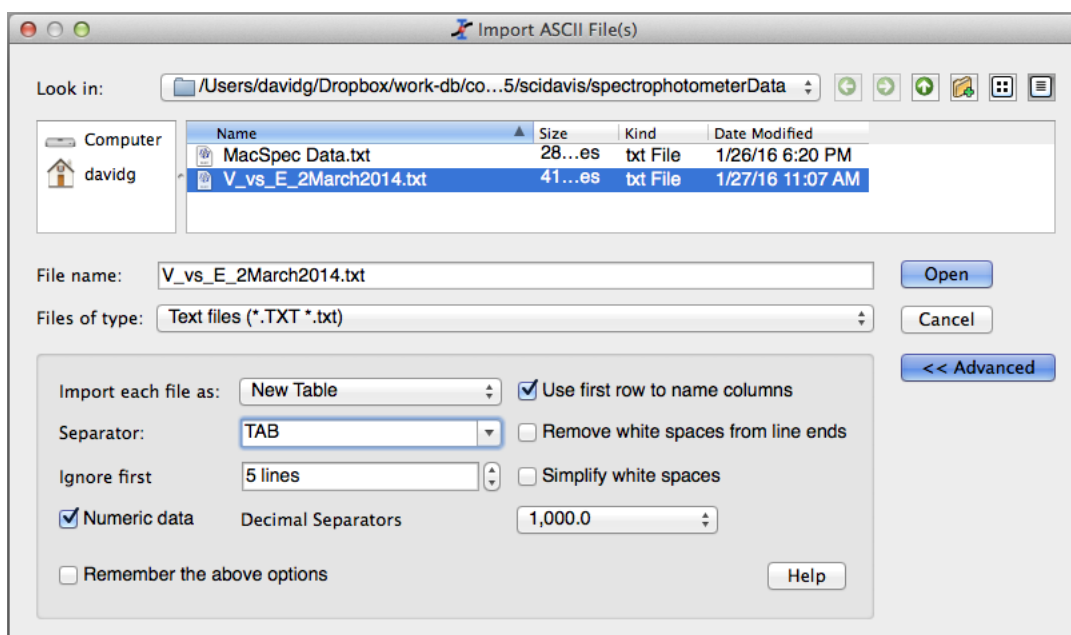 Import ASCII File(s)
Look in: /Users/davidg/Dropbox/work-db/co...5/scidavis/spectrophotometerData
Computer
davidg
Name Size Kind Date Modified
MacSpec Data.txt 28...es txt File 1/26/16 6:20 PM
V_vs_E_2March2014.txt 41...es txt File 1/27/16 11:07 AM
File name: V_vs_E_2March2014.txt Open
Files of type: Text files (*.TXT *.txt) Cancel
<< Advanced
Import each file as: New Table Use first row to name columns
Separator: TAB Remove white spaces from line ends
Ignore first 5 lines Simplify white spaces
Numeric data Decimal Separators 1,000.0
Remember the above options Help